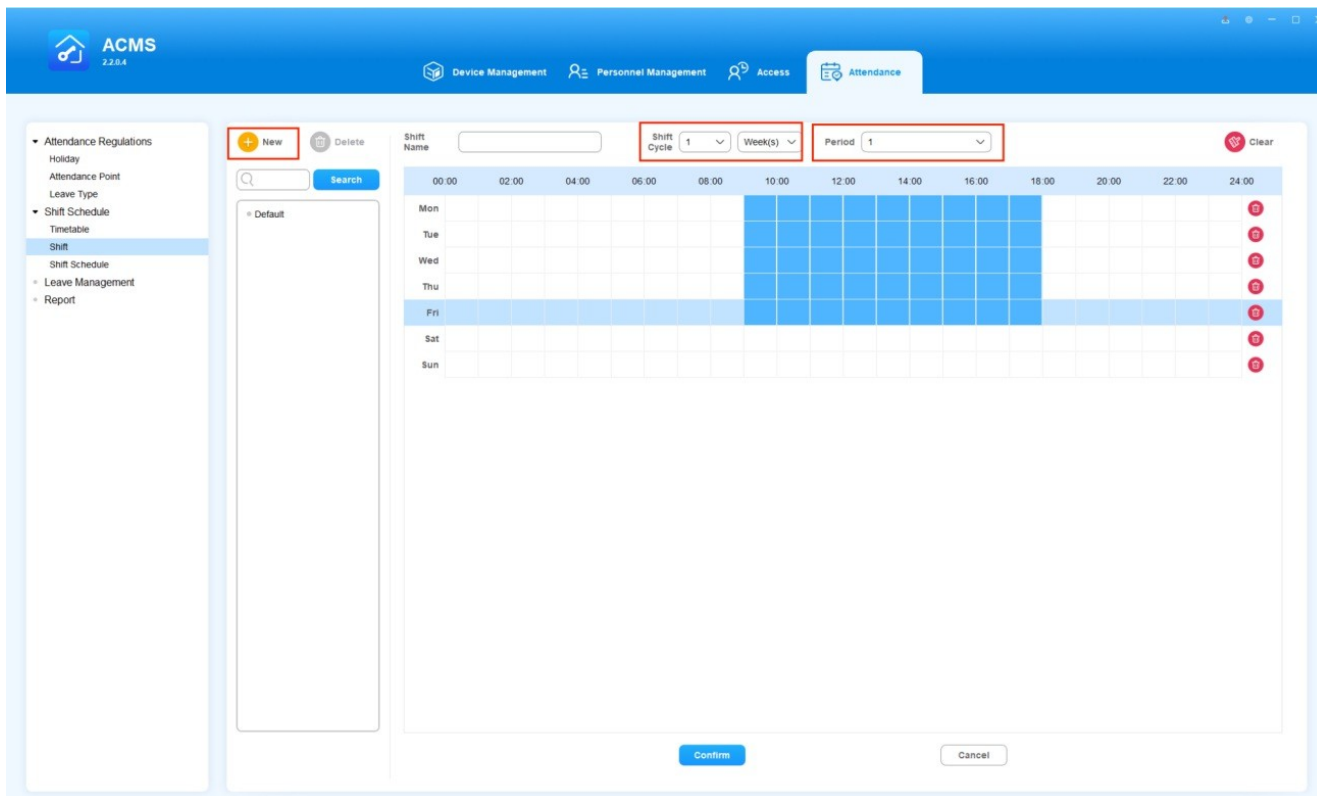 ACMS
2.2.0.4
Device Management
Personnel Management
Access
Attendance
Attendance Regulations
Holiday
Attendance Point
Leave Type
Shift Schedule
Timetable
Shift
Shift Schedule
Leave Management
Report
New
Delete
Search
Default
Shift
Name
Shift
Cycle
1
Week(s)
Period
1
Clear
00:00 02:00 04:00 06:00 08:00 10:00 12:00 14:00 16:00 18:00 20:00 22:00 24:00
Mon
Tue
Wed
Thu
Fri
Sat
Sun
Confirm
Cancel